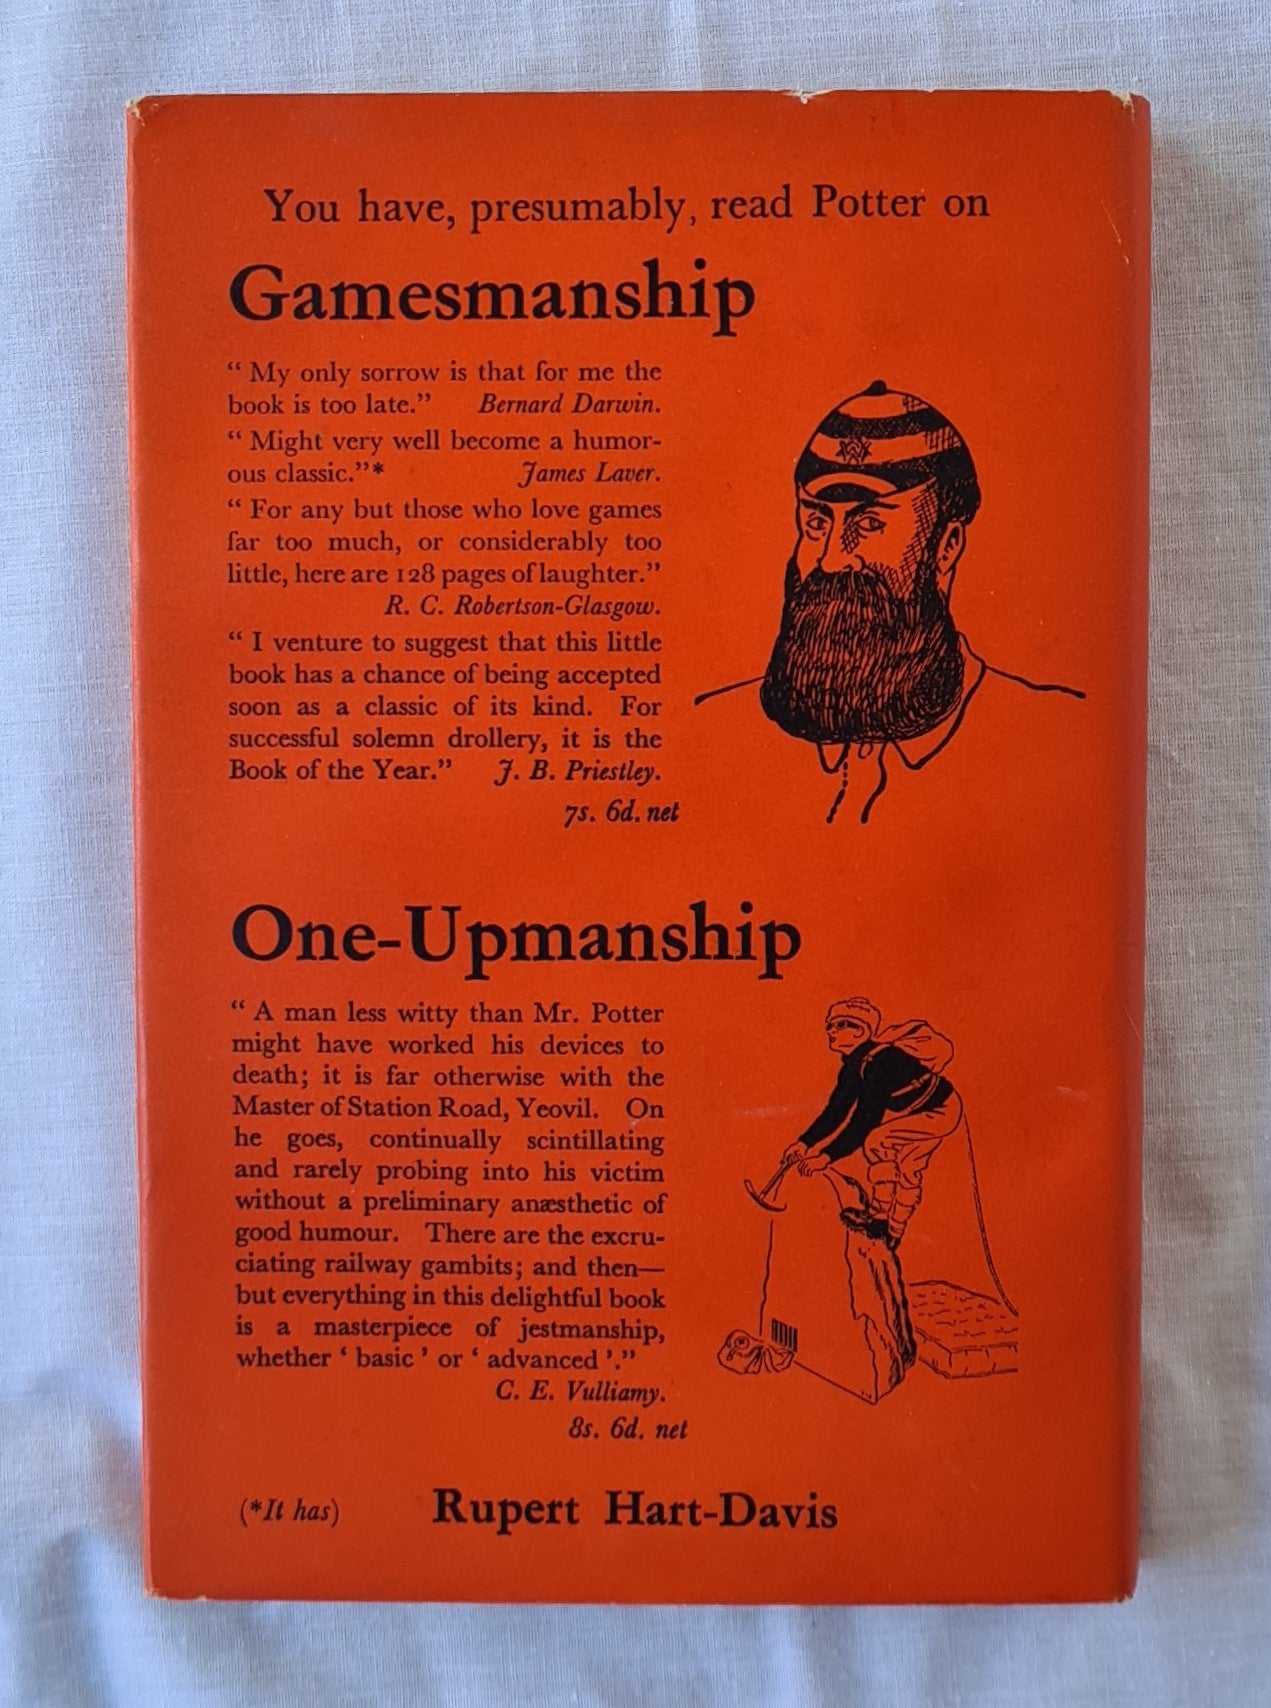 You have, presumably, read Potter on
Gamesmanship
“ My only sorrow is that for me the
book is too late.” Bernard Darwin.
“ Might very well become a humor-
ous classic.”* James Laver.
“ For any but those who love games
far too much, or considerably too
little, here are 128 pages of laughter.”
R. C. Robertson-Glasgow.
“ I venture to suggest that this little
book has a chance of being accepted
soon as a classic of its kind. For
successful solemn drollery, it is the
Book of the Year.” J. B. Priestley.
7s. 6d. net
One-Upmanship
“ A man less witty than Mr. Potter
might have worked his devices to
death; it is far otherwise with the
Master of Station Road, Yeovil. On
he goes, continually scintillating
and rarely probing into his victim
without a preliminary anæsthetic of
good humour. There are the excru-
ciating railway gambits; and then—
but everything in this delightful book
is a masterpiece of jestmanship,
whether ‘ basic ’ or ‘ advanced ’.”
C. E. Vulliamy.
8s. 6d. net
(*It has) Rupert Hart-Davis